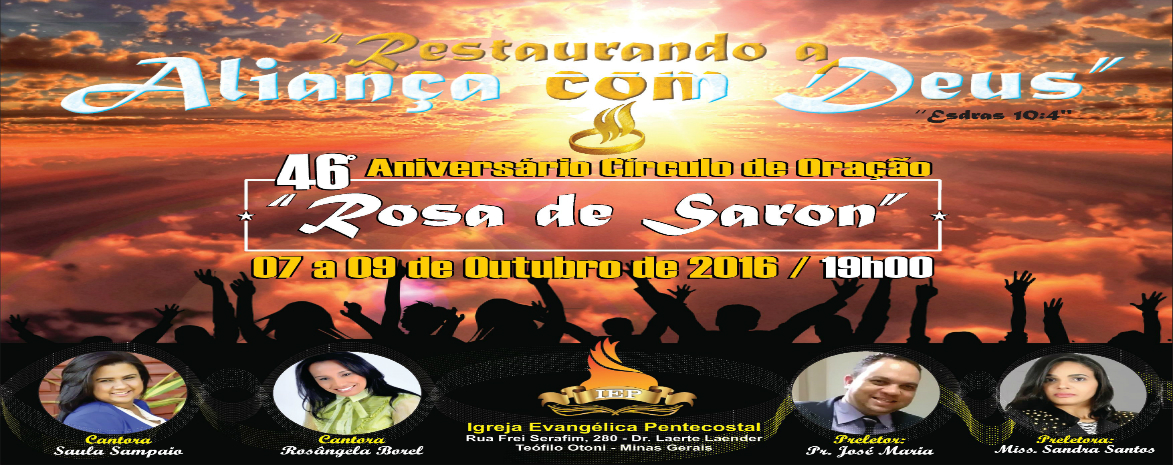 "Restaurando a
Aliança com Deus"
"Esdras 10:4"
46º Aniversário Círculo de Oração
"Rosa de Saron"
07 a 09 de Outubro de 2016 / 19h00
Cantora
Saula Sampaio
Cantora
Rosângela Borel
IEP
Igreja Evangélica Pentecostal
Rua Frei Serafim, 280 - Dr. Laerte Laender
Teófilo Otoni - Minas Gerais
Preletor:
Pr. José Maria
Preletora:
Miss. Sandra Santos